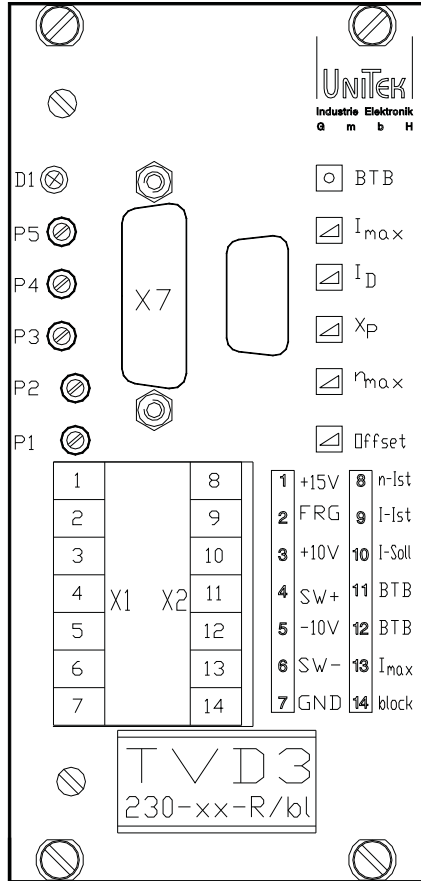 UNITEK
Industrie Elektronik
G m b H
D1 BTB
P5 Imax
P4 ID
X7
P3 XP
P2 nmax
P1 Offset
1 8 1 +15V 8 n-Ist
2 9 2 FRG 9 I-Ist
3 10 3 +10V 10 I-Soll
4 X1 X2 11 4 SW+ 11 BTB
5 12 5 -10V 12 BTB
6 13 6 SW- 13 Imax
7 14 7 GND 14 block
TVD3
230-xx-R/bl